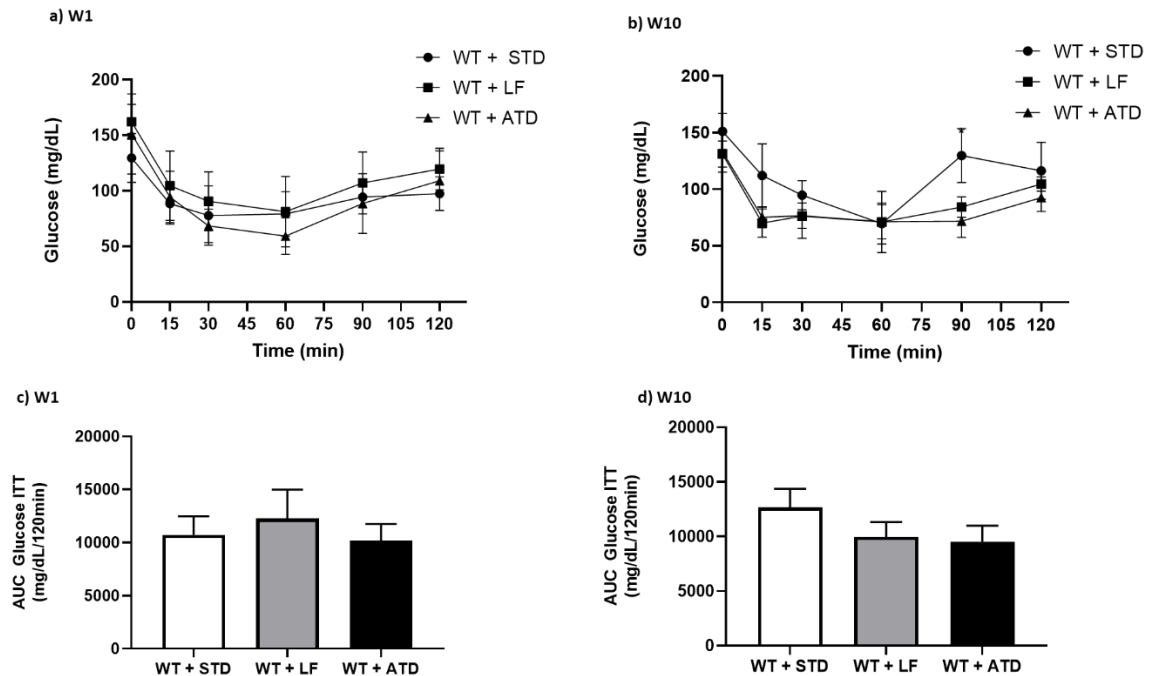 a) W1
WT + STD
WT + LF
WT + ATD
200
150
100
50
0
Glucose (mg/dL)
0 15 30 45 60 75 90 105 120
Time (min)
b) W10
WT + STD
WT + LF
WT + ATD
200
150
100
50
0
Glucose (mg/dL)
0 15 30 45 60 75 90 105 120
Time (min)
c) W1
20000
15000
10000
5000
0
AUC Glucose ITT
(mg/dL/120min)
WT + STD WT + LF WT + ATD
d) W10
20000
15000
10000
5000
0
AUC Glucose ITT
(mg/dL/120min)
WT + STD WT + LF WT + ATD